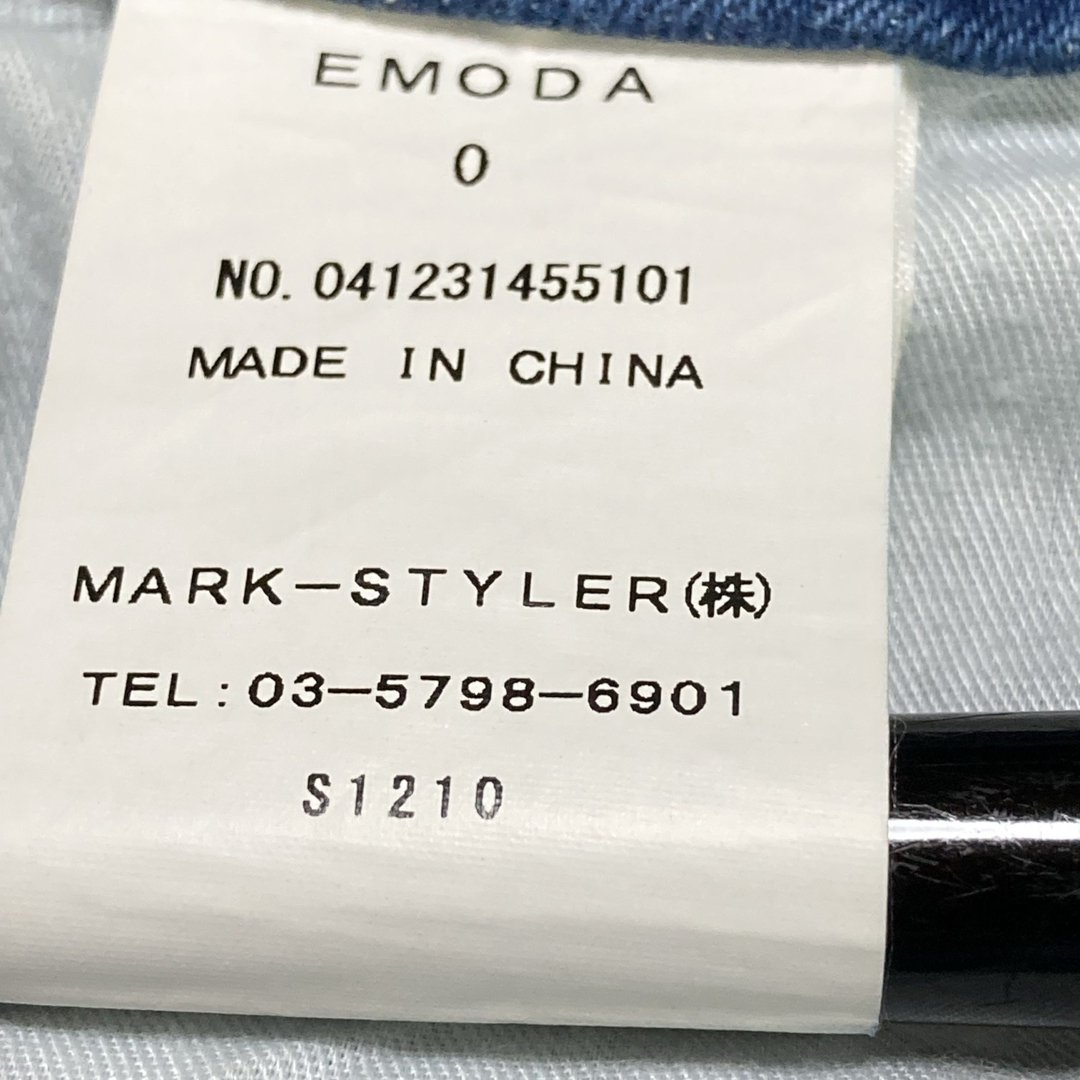 EMODA
0
NO. 041231455101
MADE IN CHINA
MARK-STYLER(株)
TEL:03-5798-6901
S1210